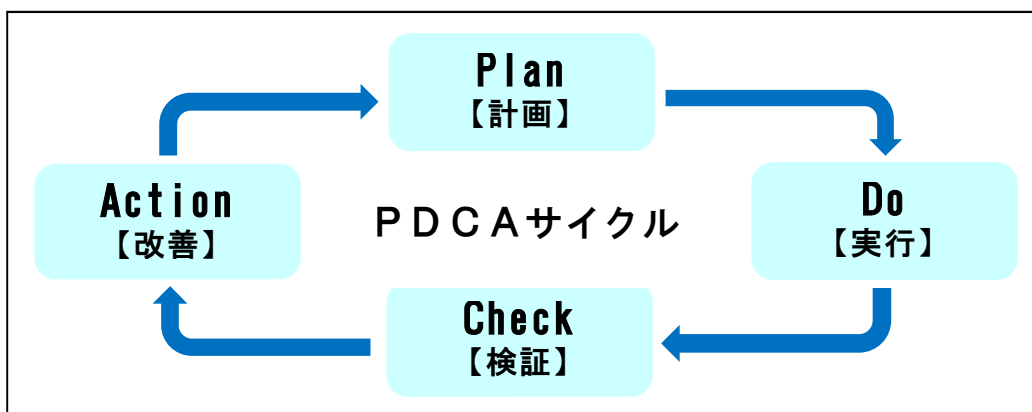 Plan
【計画】
Action
【改善】
PDCAサイクル
Do
【実行】
Check
【検証】